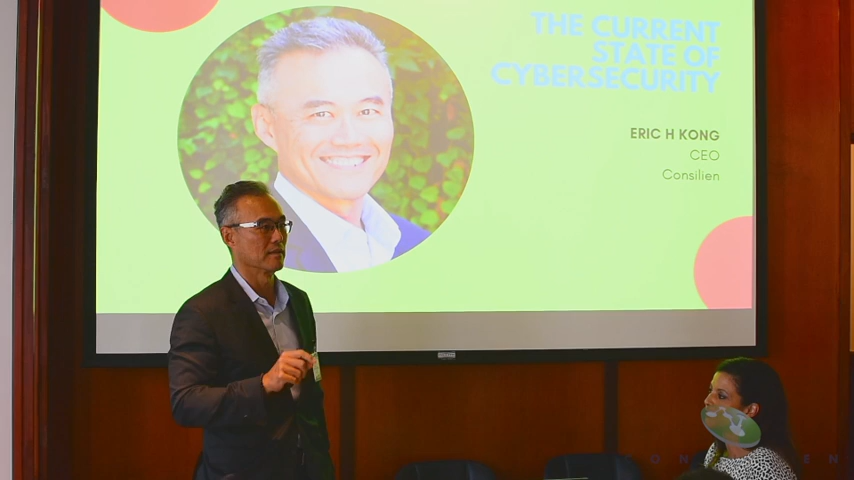 THE CURRENT
STATE OF
CYBERSECURITY
ERIC H KONG
CEO
Consilien